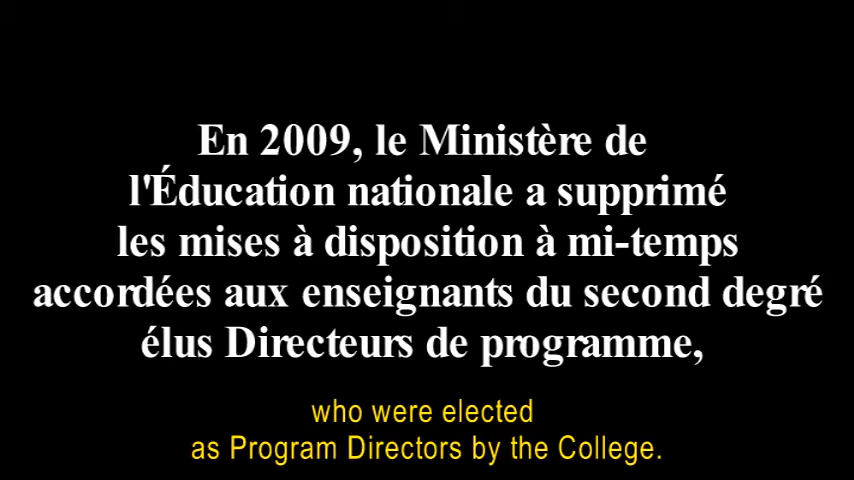 En 2009, le Ministère de
l'Éducation nationale a supprimé
les mises à disposition à mi-temps
accordées aux enseignants du second degré
élus Directeurs de programme,
who were elected
as Program Directors by the College.